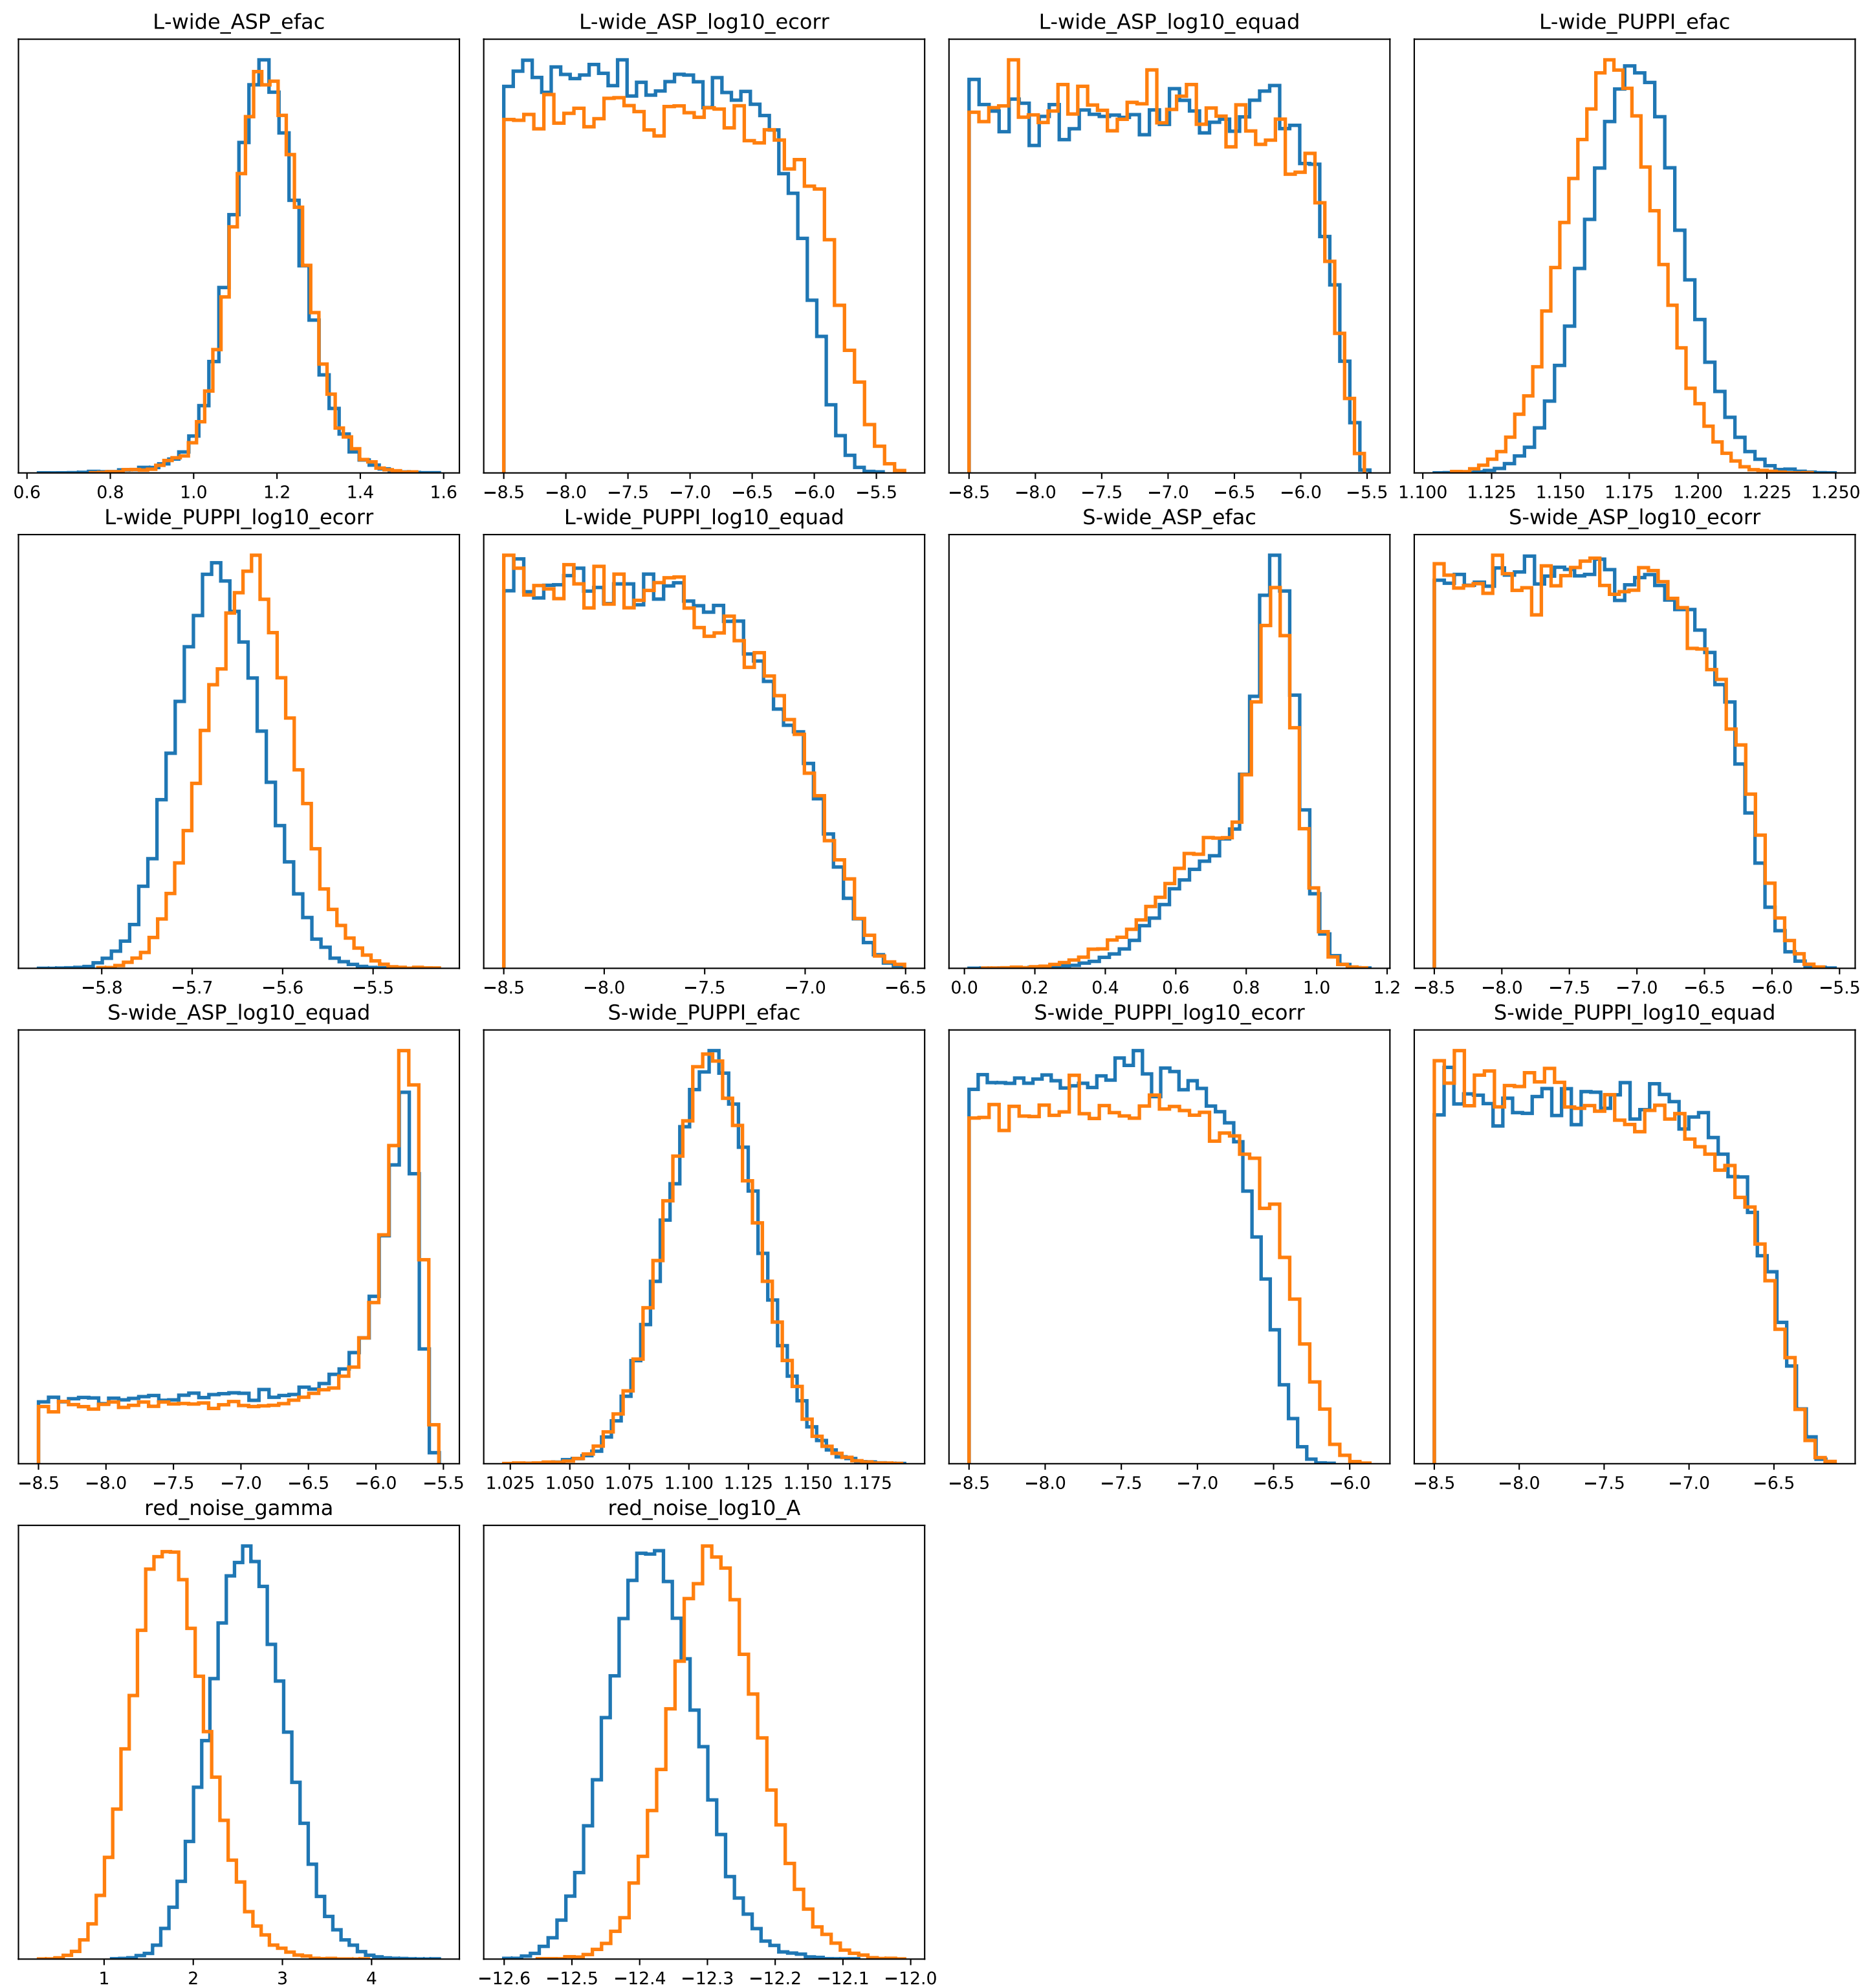 L-wide_ASP_efac L-wide_ASP_log10_ecorr L-wide_ASP_log10_equad L-wide_PUPPI_efac
0.6 0.8 1.0 1.2 1.4 1.6 −8.5 −8.0 −7.5 −7.0 −6.5 −6.0 −5.5 −8.5 −8.0 −7.5 −7.0 −6.5 −6.0 −5.5 1.100 1.125 1.150 1.175 1.200 1.225 1.250
L-wide_PUPPI_log10_ecorr L-wide_PUPPI_log10_equad S-wide_ASP_efac S-wide_ASP_log10_ecorr
−5.8 −5.7 −5.6 −5.5 −8.5 −8.0 −7.5 −7.0 −6.5 0.0 0.2 0.4 0.6 0.8 1.0 1.2 −8.5 −8.0 −7.5 −7.0 −6.5 −6.0 −5.5
S-wide_ASP_log10_equad S-wide_PUPPI_efac S-wide_PUPPI_log10_ecorr S-wide_PUPPI_log10_equad
−8.5 −8.0 −7.5 −7.0 −6.5 −6.0 −5.5 1.025 1.050 1.075 1.100 1.125 1.150 1.175 −8.5 −8.0 −7.5 −7.0 −6.5 −6.0 −8.5 −8.0 −7.5 −7.0 −6.5
red_noise_gamma red_noise_log10_A
1 2 3 4 −12.6 −12.5 −12.4 −12.3 −12.2 −12.1 −12.0